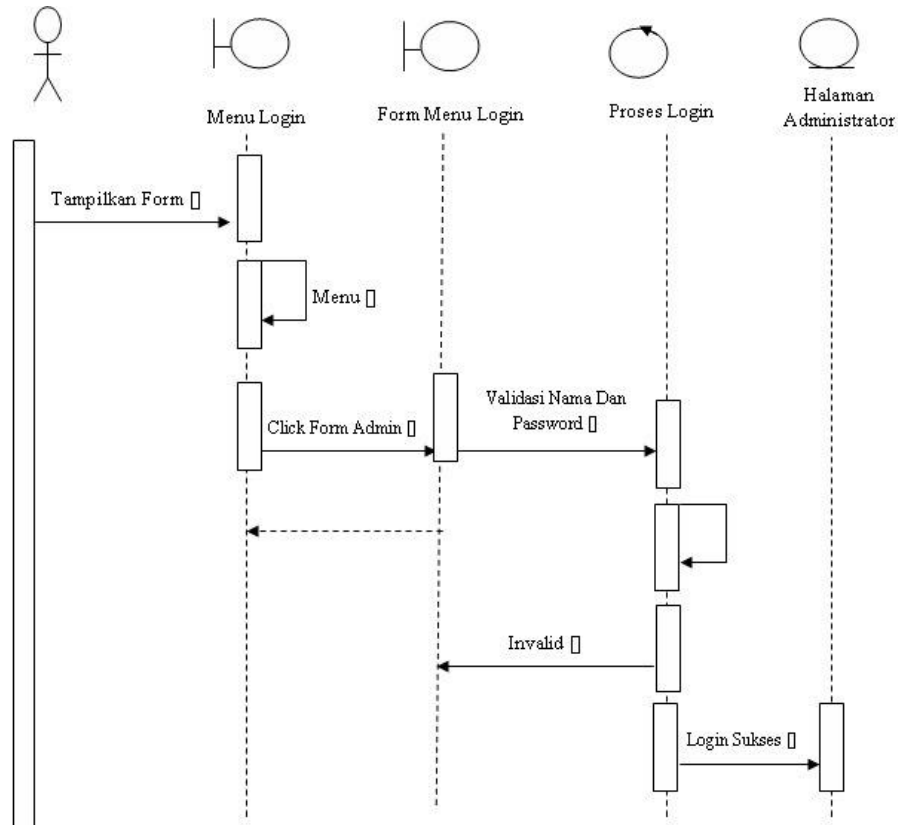 Menu Login
Form Menu Login
Proses Login
Halaman
Administrator
Tampilkan Form []
Menu []
Validasi Nama Dan
Password []
Click Form Admin []
Invalid []
Login Sukses []